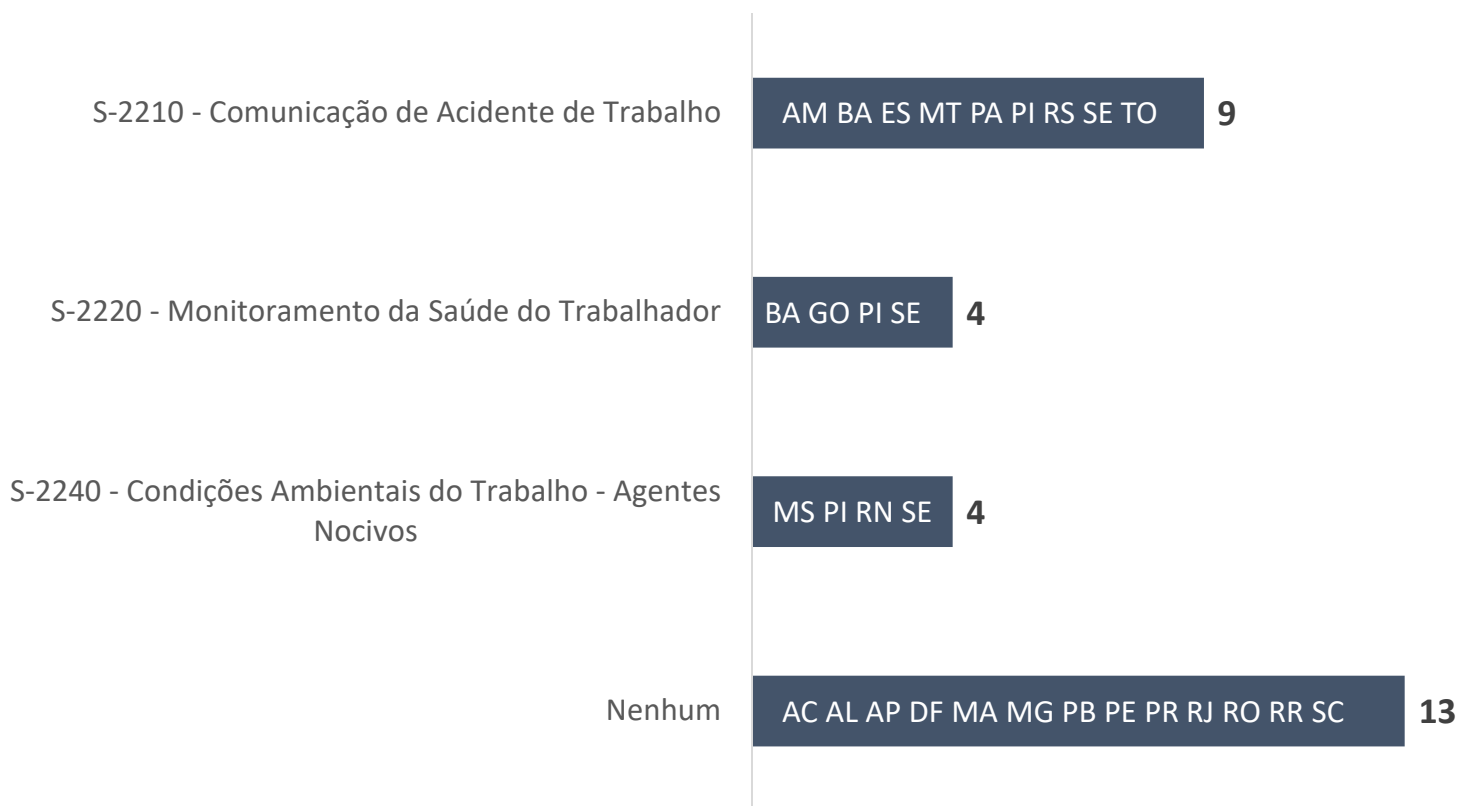 S-2210 - Comunicação de Acidente de Trabalho
AM BA ES MT PA PI RS SE TO
9
S-2220 - Monitoramento da Saúde do Trabalhador
BA GO PI SE
4
S-2240 - Condições Ambientais do Trabalho - Agentes
Nocivos
MS PI RN SE
4
Nenhum
AC AL AP DF MA MG PB PE PR RJ RO RR SC
13